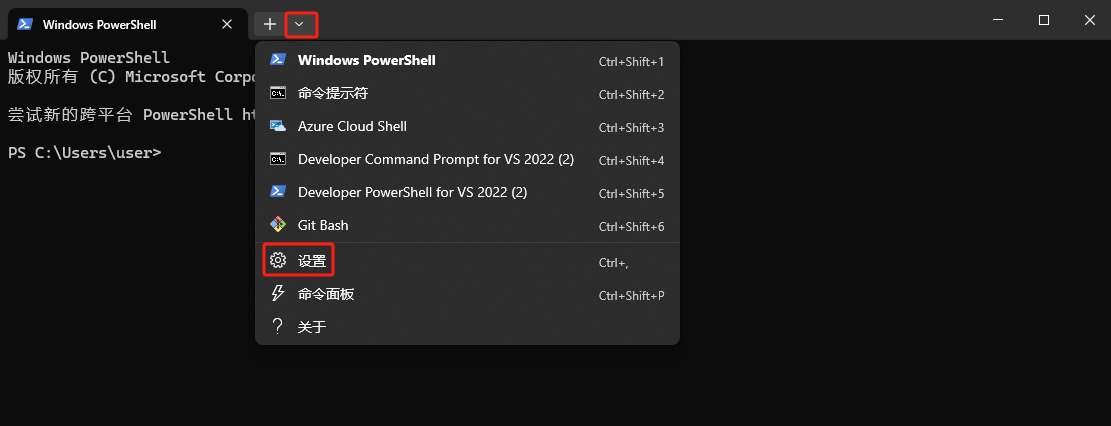 Windows PowerShell
Windows PowerShell
版权所有 (C) Microsoft
尝试新的跨平台 PowerShell
PS C:\Users\user>
Windows PowerShell Ctrl+Shift+1
命令提示符 Ctrl+Shift+2
Azure Cloud Shell Ctrl+Shift+3
Developer Command Prompt for VS 2022 (2) Ctrl+Shift+4
Developer PowerShell for VS 2022 (2) Ctrl+Shift+5
Git Bash Ctrl+Shift+6
设置 Ctrl+,
命令面板 Ctrl+Shift+P
关于